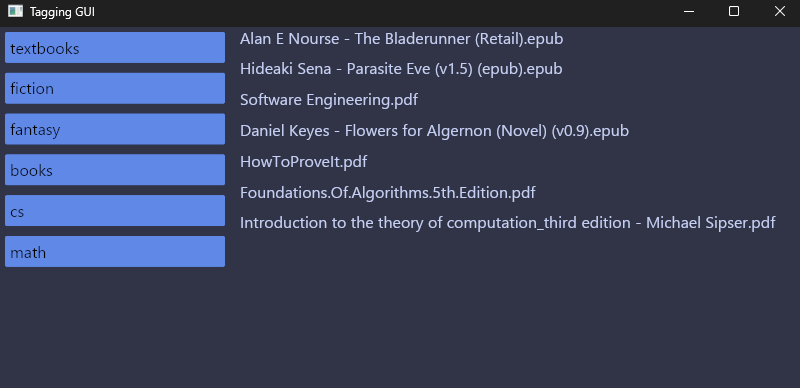 Tagging GUI
textbooks
fiction
fantasy
books
cs
math
Alan E Nourse - The Bladerunner (Retail).epub
Hideaki Sena - Parasite Eve (v1.5) (epub).epub
Software Engineering.pdf
Daniel Keyes - Flowers for Algernon (Novel) (v0.9).epub
HowToProveIt.pdf
Foundations.Of.Algorithms.5th.Edition.pdf
Introduction to the theory of computation_third edition - Michael Sipser.pdf